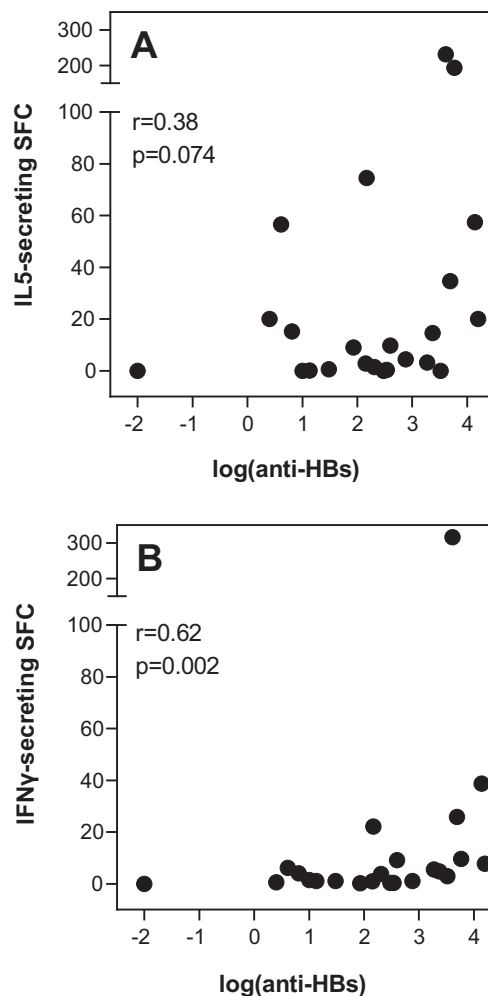 A
300
200
100
80
60
40
20
0
r=0.38
p=0.074
IL5-secreting SFC
-2 -1 0 1 2 3 4
log(anti-HBs)
B
300
200
100
80
60
40
20
0
r=0.62
p=0.002
IFNγ-secreting SFC
-2 -1 0 1 2 3 4
log(anti-HBs)